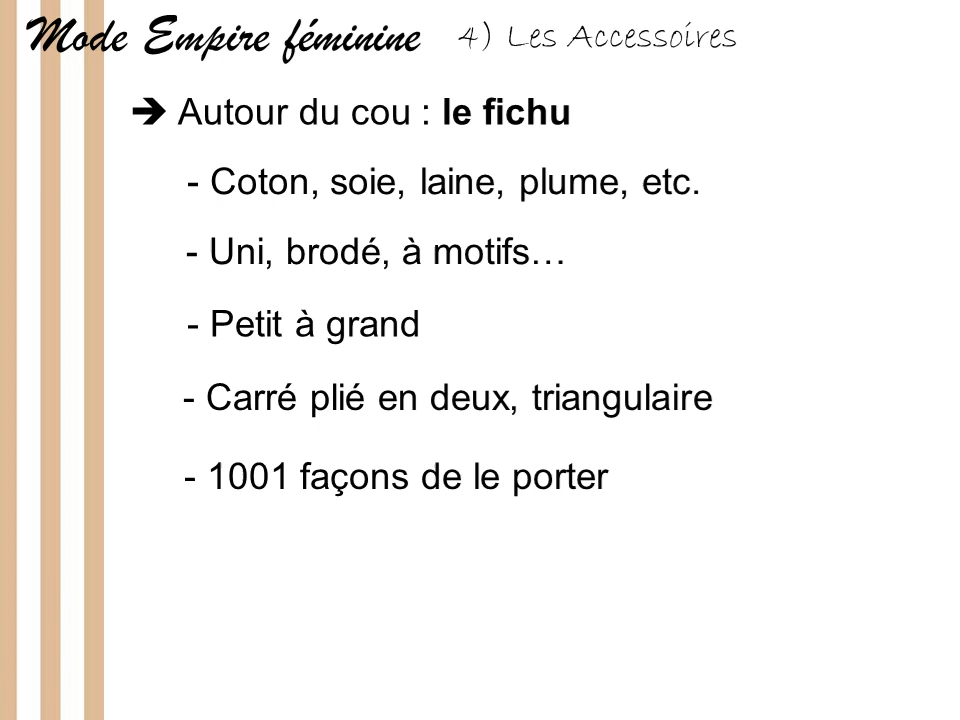 Mode Empire féminine 4) Les Accessoires
➔ Autour du cou : le fichu
- Coton, soie, laine, plume, etc.
- Uni, brodé, à motifs…
- Petit à grand
- Carré plié en deux, triangulaire
- 1001 façons de le porter